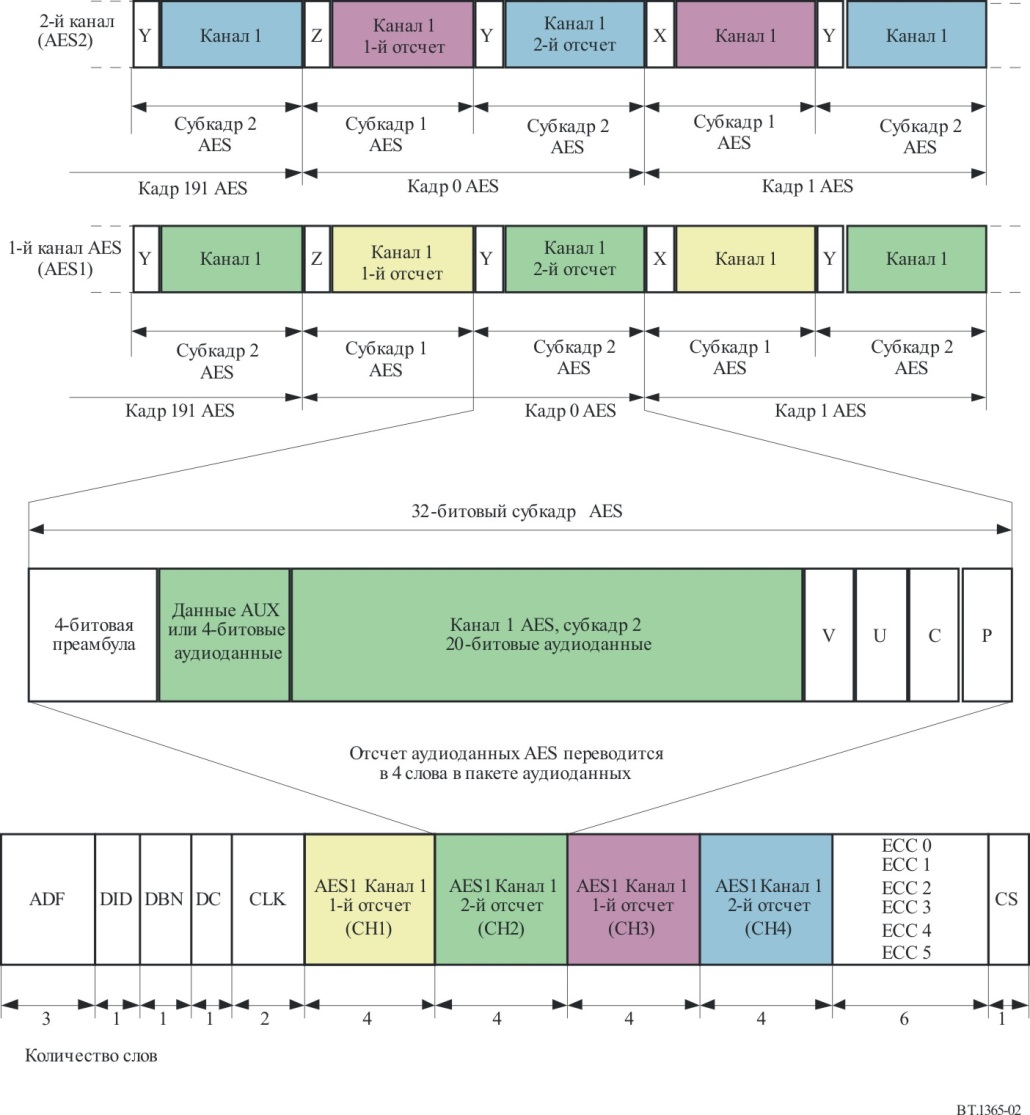 2-й канал
(AES2)
Y
Канал 1
Z
Канал 1
1-й отсчет
Y
Канал 1
2-й отсчет
X
Канал 1
Y
Канал 1
Субкадр 2
AES
Субкадр 1
AES
Субкадр 2
AES
Субкадр 1
AES
Субкадр 2
AES
Кадр 191 AES
Кадр 0 AES
Кадр 1 AES
1-й канал AES
(AES1)
Y
Канал 1
Z
Канал 1
1-й отсчет
Y
Канал 1
2-й отсчет
X
Канал 1
Y
Канал 1
Субкадр 2
AES
Субкадр 1
AES
Субкадр 2
AES
Субкадр 1
AES
Субкадр 2
AES
Кадр 191 AES
Кадр 0 AES
Кадр 1 AES
32-битовый субкадр AES
4-битовая
преамбула
Данные AUX
или 4-битовые
аудиоданные
Канал 1 AES, субкадр 2
20-битовые аудиоданные
V
U
C
P
Отсчет аудиоданных AES переводится
в 4 слова в пакете аудиоданных
ADF
DID
DBN
DC
CLK
AES1 Канал 1
1-й отсчет
(CH1)
AES1 Канал 1
2-й отсчет
(CH2)
AES1 Канал 1
1-й отсчет
(CH3)
AES1 Канал 1
2-й отсчет
(CH4)
ECC 0
ECC 1
ECC 2
ECC 3
ECC 4
ECC 5
CS
3
1
1
1
2
4
4
4
4
6
1
Количество слов
BT.1365-02